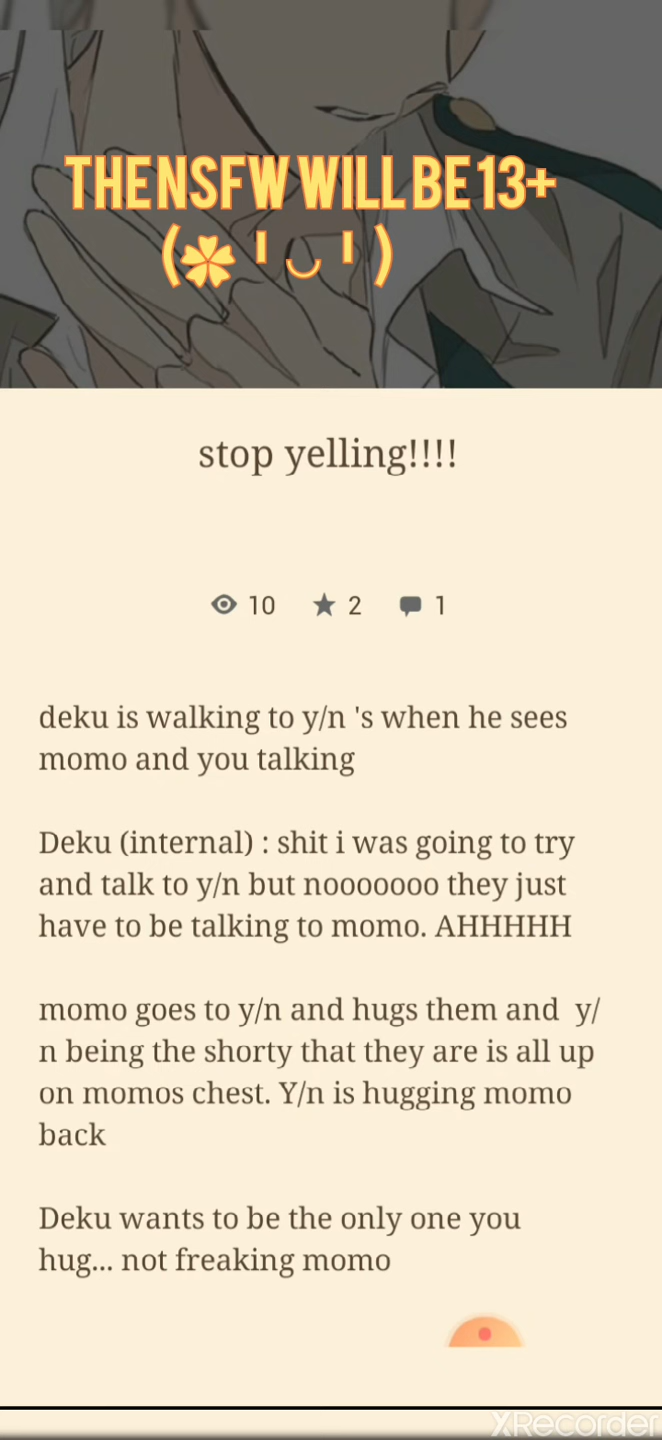 THE NSFW WILL BE 13+
(✿╹◡╹)
stop yelling!!!!
10 2 1
deku is walking to y/n 's when he sees
momo and you talking
Deku (internal) : shit i was going to try
and talk to y/n but nooooooo they just
have to be talking to momo. AHHHHH
momo goes to y/n and hugs them and  y/
n being the shorty that they are is all up
on momos chest. Y/n is hugging momo
back
Deku wants to be the only one you
hug... not freaking momo
XRecorder